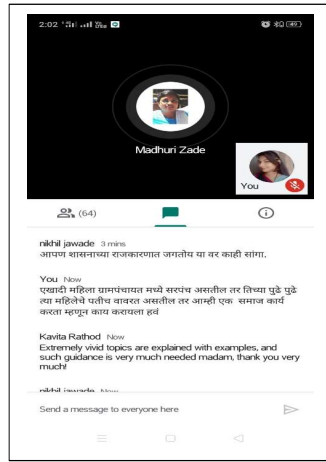 2:02
Madhuri Zade
You
(64)
nikhil jawade 3 mins
आपण शासनाच्या राजकारणात जगतोय या वर काही सांगा.
You Now
एखादी महिला ग्रामपंचायत मध्ये सरपंच असतील तर तिच्या पुढे पुढे
त्या महिलेचे पतीच वावरत असतील तर आम्ही एक समाज कार्य
करता म्हणून काय करायला हवं
Kavita Rathod Now
Extremely vivid topics are explained with examples, and
such guidance is very much needed madam, thank you very
much!
nikhil jawade Now
Send a message to everyone here